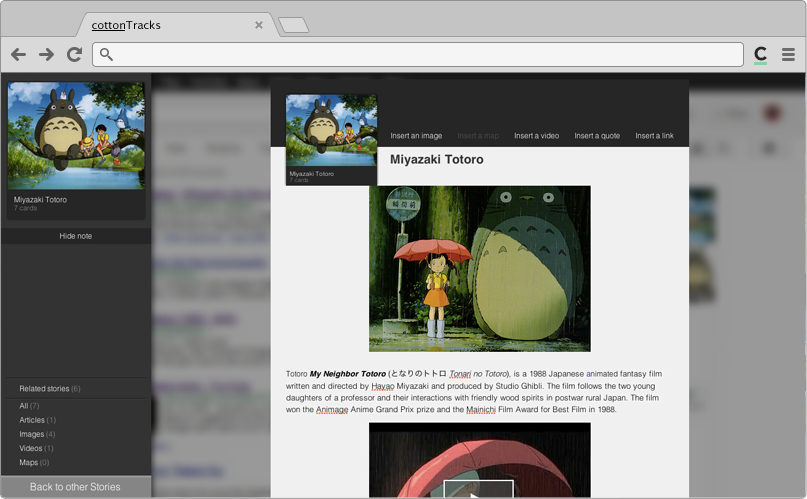 cottonTracks
C
Miyazaki Totoro
7 cards
Hide note
Related stories (6)
All (7)
Articles (1)
Images (4)
Videos (1)
Maps (0)
Back to other Stories
Miyazaki Totoro
7 cards
Insert an image Insert a map Insert a video Insert a quote Insert a link
Miyazaki Totoro
Totoro My Neighbor Totoro (となりのトトロ Tonari no Totoro), is a 1988 Japanese animated fantasy film
written and directed by Hayao Miyazaki and produced by Studio Ghibli. The film follows the two young
daughters of a professor and their interactions with friendly wood spirits in postwar rural Japan. The film
won the Animage Anime Grand Prix prize and the Mainichi Film Award for Best Film in 1988.